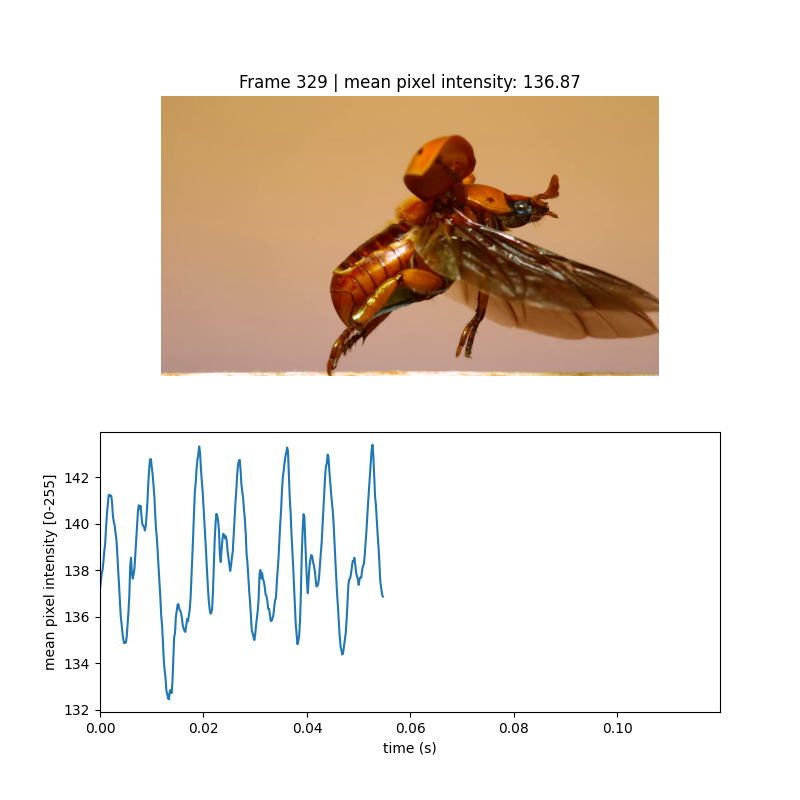 Frame 329 | mean pixel intensity: 136.87
mean pixel intensity [0-255]
142
140
138
136
134
132
0.00 0.02 0.04 0.06 0.08 0.10
time (s)